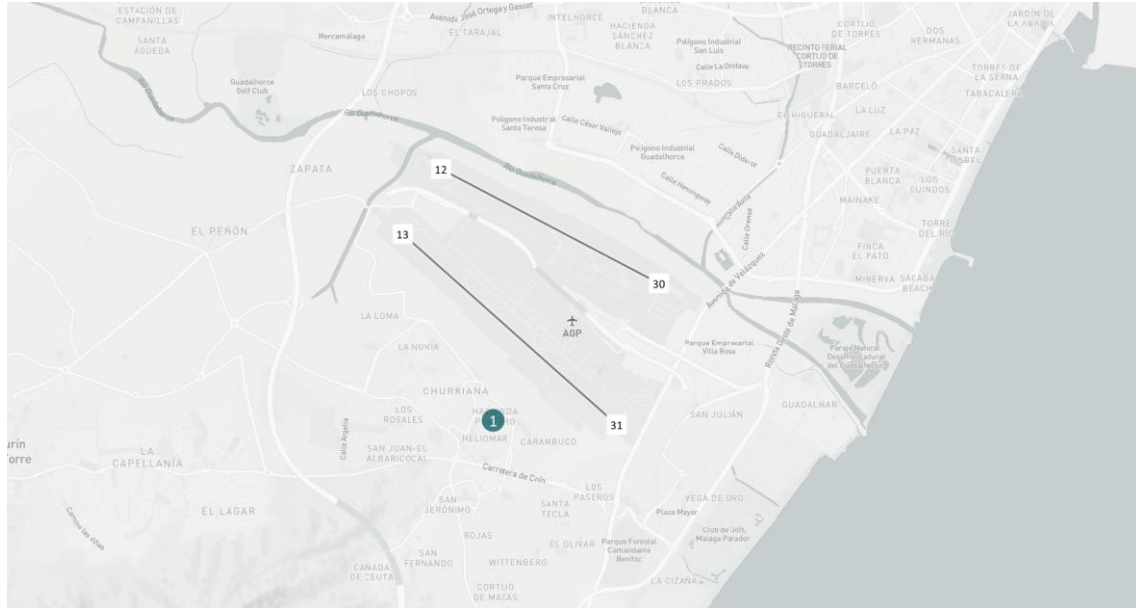 ESTACIÓN DE
CAMPANILLAS
SANTA
ÁGUEDA
Mercamálaga
Avenida José Ortega y Gasset
EL TARAJAL
INTELHORCE
HACIENDA
SÁNCHEZ
BLANCA
BLANCA
Polígono Industrial
San Luis
Calle La Orotava
LOS PRADOS
RECINTO FERIAL
CORTIJO DE
TORRES
CORTIJO
DE TORRES
DOS
HERMANAS
JARDÍN DE
LA ABADÍA
TORRES DE
LA SERNA
TABACALERA
BARCELÓ
LA LUZ
LA PAZ
EL HIGUERAL
GUADALJAIRE
SANTA
ISABEL
PUERTA
BLANCA
LOS
GUINDOS
MAINAKE
TORRE
DEL RÍO
FINCA
EL PATO
MINERVA
SACABA
BEACH
Guadalhorce
Golf Club
LOS CHOPOS
Río Guadalhorce
Río Guadalhorce
Río Guadalhorce
Parque Empresarial
Santa Cruz
Polígono Industrial
Santa Teresa
Calle César Vallejo
Polígono Industrial
Guadalhorce
Calle Diderot
Calle Hemingway
Calle Orense
Avenida de Velázquez
Ronda Oeste de Málaga
ZAPATA
EL PEÑÓN
12
13
30
31
AGP
Parque Empresarial
Villa Rosa
Paraje Natural
Desembocadura
del Guadalhorce
GUADALMAR
SAN JULIÁN
LA LOMA
LA NORIA
CHURRIANA
LOS
ROSALES
1
HELIOMAR
CARAMBUCO
Calle Argelia
SAN JUAN-EL
ALBARICOCAL
Carretera de Coín
LA
CAPELLANÍA
EL LAGAR
SAN
JERÓNIMO
SANTA
TECLA
LOS
PASEROS
VEGA DE ORO
Plaza Mayor
Club de Golf,
Malaga Parador
ROJAS
EL OLIVAR
Parque Forestal
Comandante
Benítez
SAN
FERNANDO
WITTENBERG
CAÑADA
DE CEUTA
CORTIJO
DE MAZAS
LA CIZAÑA